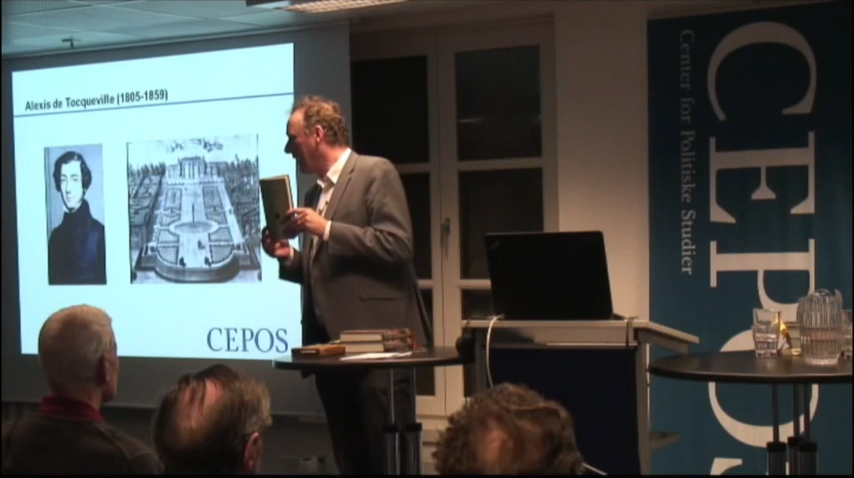 Alexis de Tocqueville (1805-1859)
CEPOS
Center for Politiske Studier
CEPOS